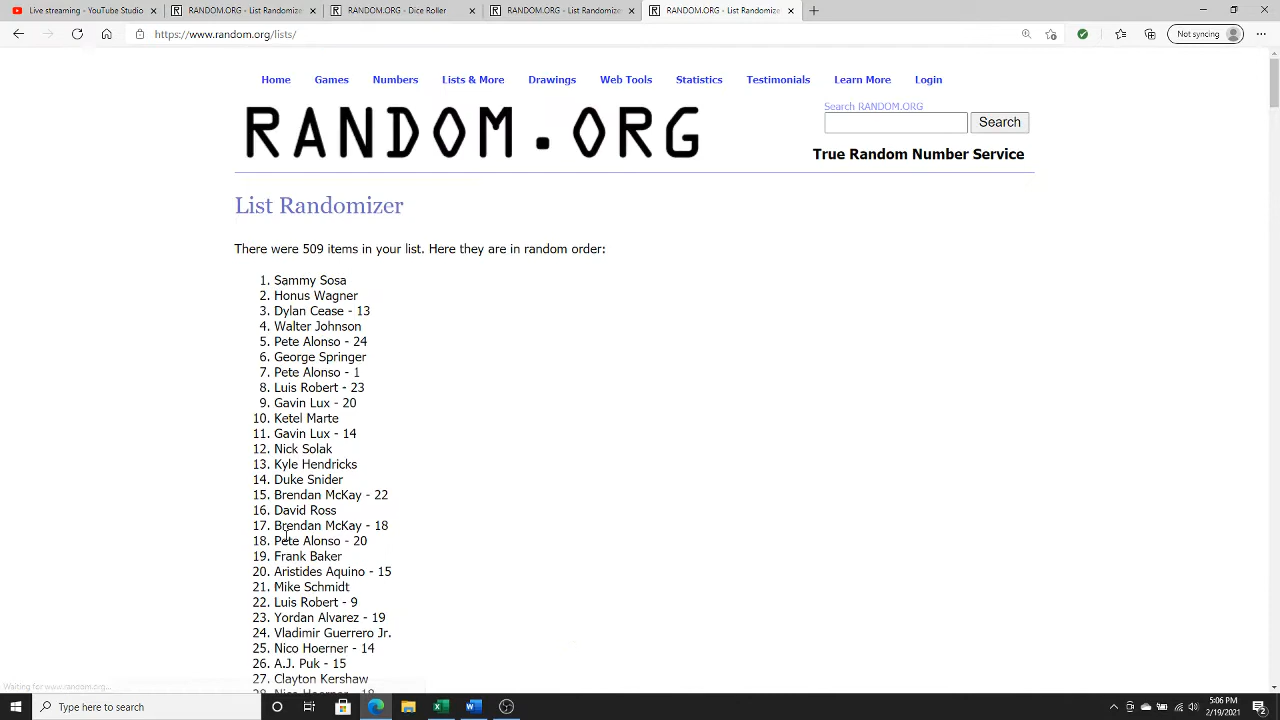 Live streaming - YouTube Studio
RANDOM.ORG - List Randomizer
RANDOM.ORG - Dice Roller
RANDOM.ORG - List Randomize
RANDOM.ORG - List Randomize
https://www.random.org/lists/
Not syncing
Home Games Numbers Lists & More Drawings Web Tools Statistics Testimonials Learn More Login
RANDOM.ORG
Search RANDOM.ORG
Search
True Random Number Service
List Randomizer
There were 509 items in your list. Here they are in random order:
1. Sammy Sosa
2. Honus Wagner
3. Dylan Cease - 13
4. Walter Johnson
5. Pete Alonso - 24
6. George Springer
7. Pete Alonso - 1
8. Luis Robert - 23
9. Gavin Lux - 20
10. Ketel Marte
11. Gavin Lux - 14
12. Nick Solak
13. Kyle Hendricks
14. Duke Snider
15. Brendan McKay - 22
16. David Ross
17. Brendan McKay - 18
18. Pete Alonso - 20
19. Frank Baker
20. Aristides Aquino - 15
21. Mike Schmidt
22. Luis Robert - 9
23. Yordan Alvarez - 19
24. Vladimir Guerrero Jr.
25. Nico Hoerner - 14
26. A.J. Puk - 15
27. Clayton Kershaw
28. Nico Hoerner - 18
Waiting for www.random.org...
Type here to search
5:06 PM
2/19/2021
2